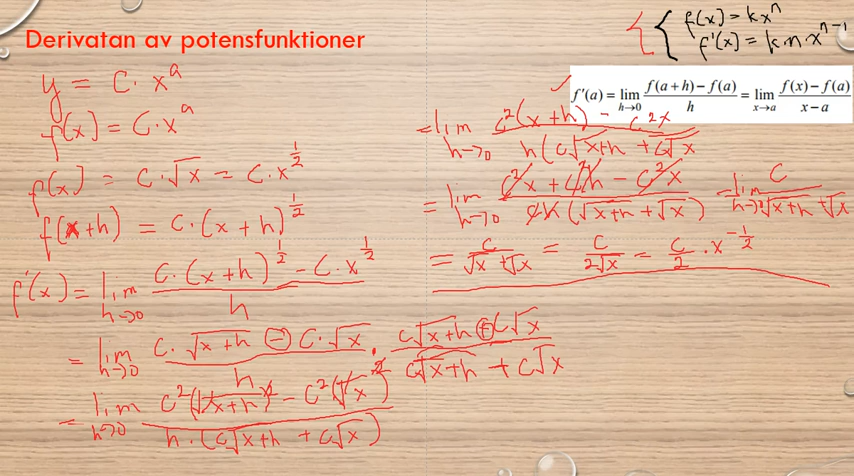 Derivatan av potensfunktioner
f(x) = kx^n
f'(x) = k·n·x^(n-1)
f'(a) = lim h→0 (f(a+h) − f(a))/h = lim x→a (f(x) − f(a))/(x − a)
y = C·x^a
f(x) = C·x^a
f(x) = C·√x = C·x^(1/2)
f(x+h) = C·(x+h)^(1/2)
f'(x) = lim h→0 (C·(x+h)^(1/2) − C·x^(1/2))/h
= lim h→0 (C·√(x+h) − C·√x)/h · (C√(x+h) + C√x)/(C√(x+h) + C√x)
= lim h→0 (C²(√(x+h))² − C²(√x)²)/(h·(C√(x+h) + C√x))
= lim h→0 (C²(x+h) − C²x)/(h(C√(x+h) + C√x
= lim h→0 (C²x + C²h − C²x)/(Ch(√(x+h) + √x)) = lim h→0 C/(√(x+h) + √x)
= C/(√x + √x) = C/(2√x) = C/2·x^(-1/2)